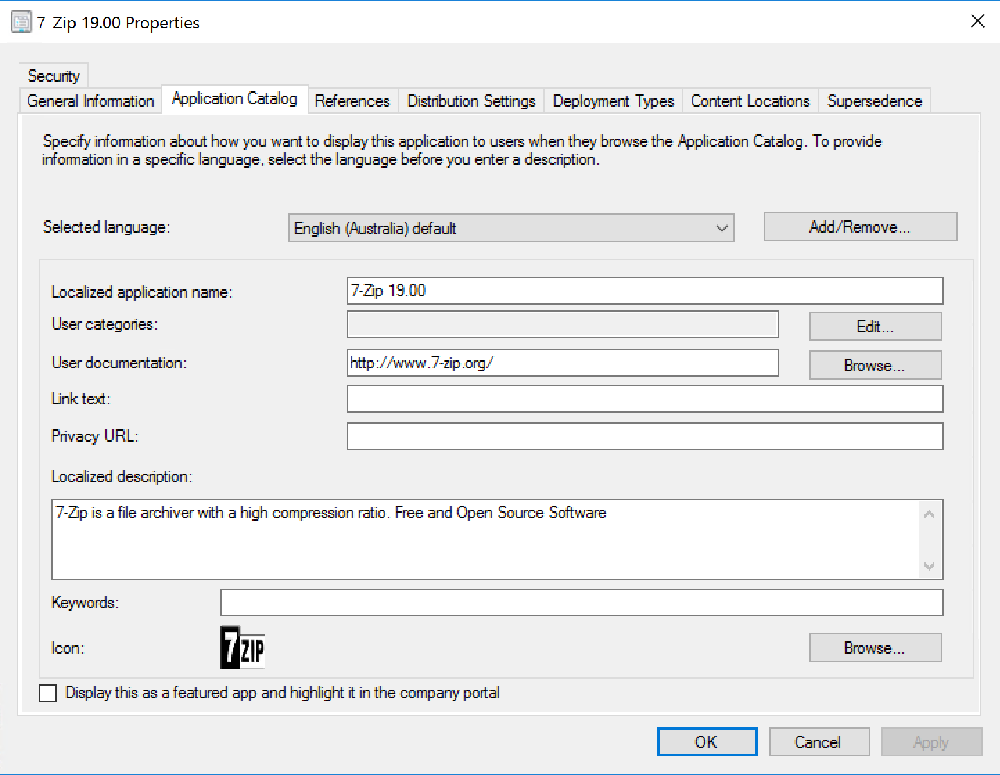 7-Zip 19.00 Properties
Security
General Information
Application Catalog
References
Distribution Settings
Deployment Types
Content Locations
Supersedence
Specify information about how you want to display this application to users when they browse the Application Catalog. To provide
information in a specific language, select the language before you enter a description.
Selected language:
English (Australia) default
Add/Remove...
Localized application name:
7-Zip 19.00
User categories:
Edit...
User documentation:
http://www.7-zip.org/
Browse...
Link text:
Privacy URL:
Localized description:
7-Zip is a file archiver with a high compression ratio. Free and Open Source Software
Keywords:
Icon:
7ZIP
Browse...
Display this as a featured app and highlight it in the company portal
OK
Cancel
Apply